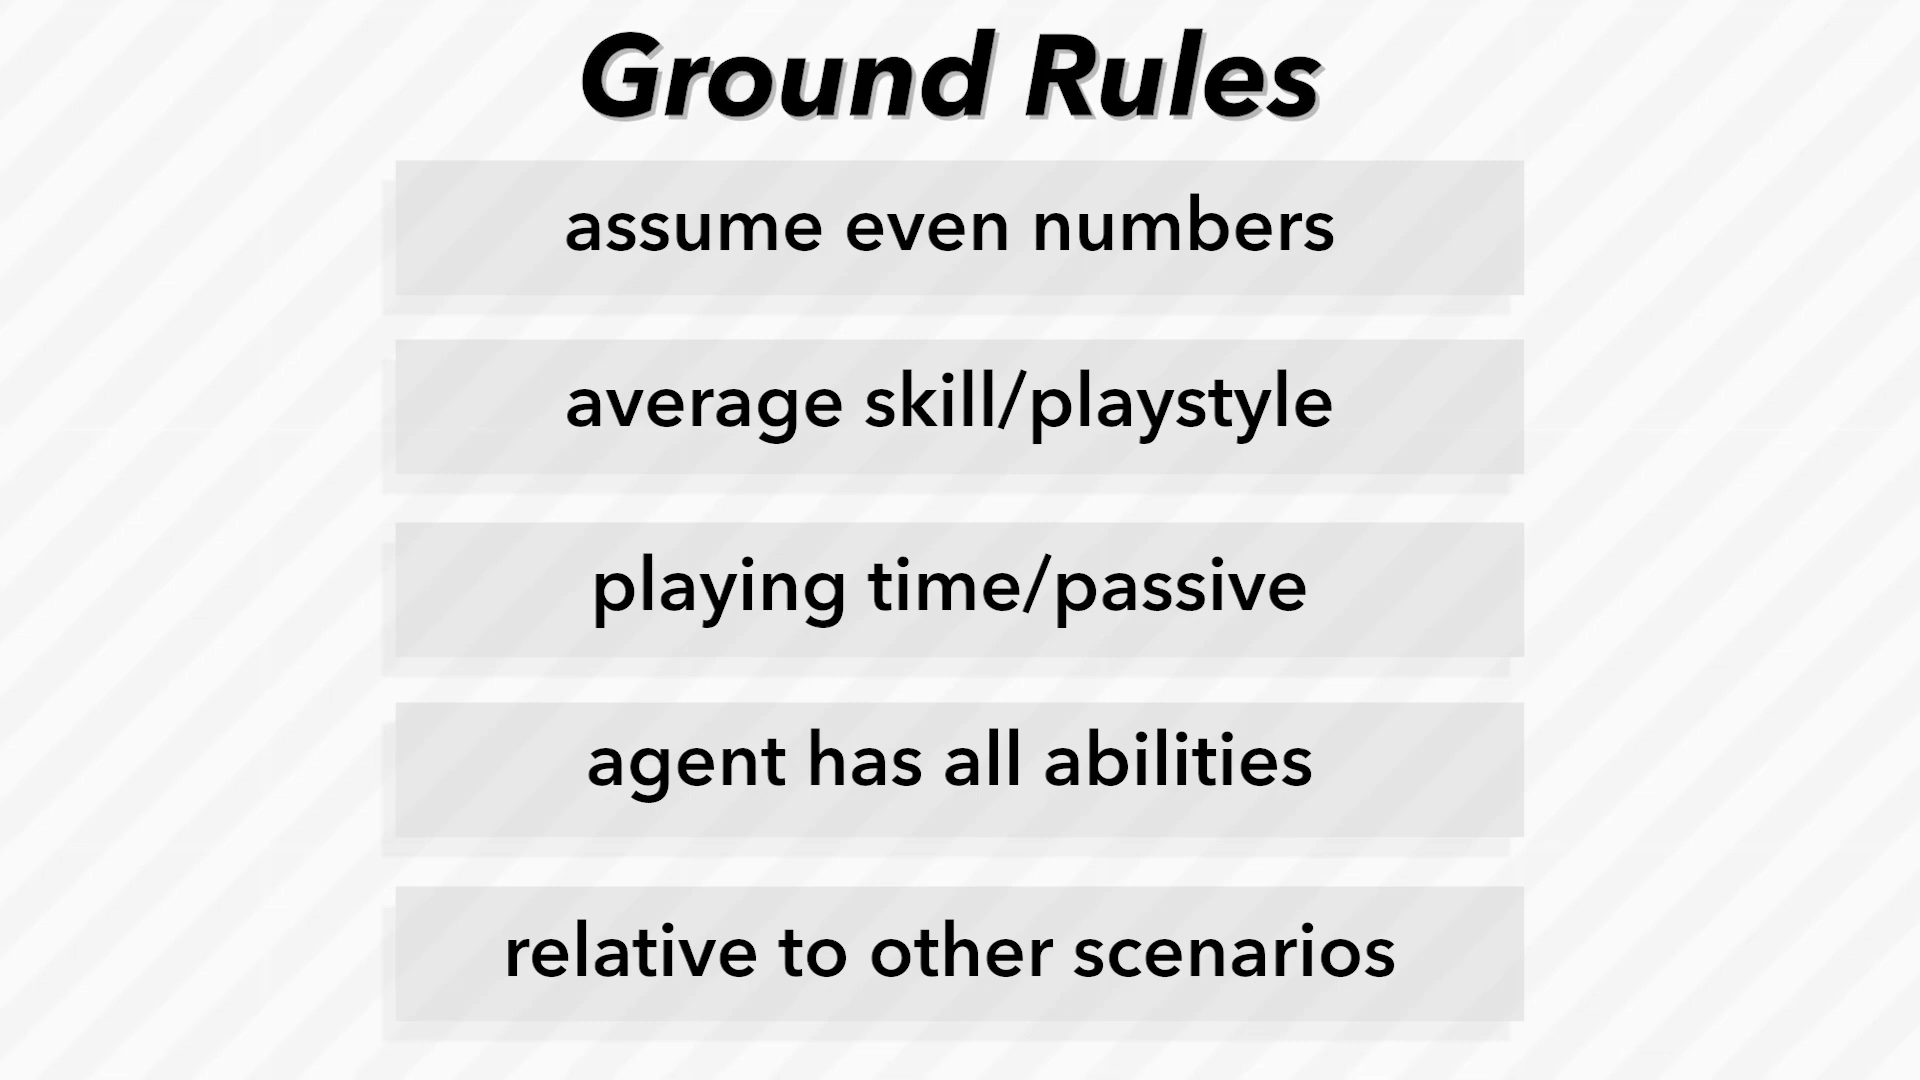 Ground Rules
assume even numbers
average skill/playstyle
playing time/passive
agent has all abilities
relative to other scenarios